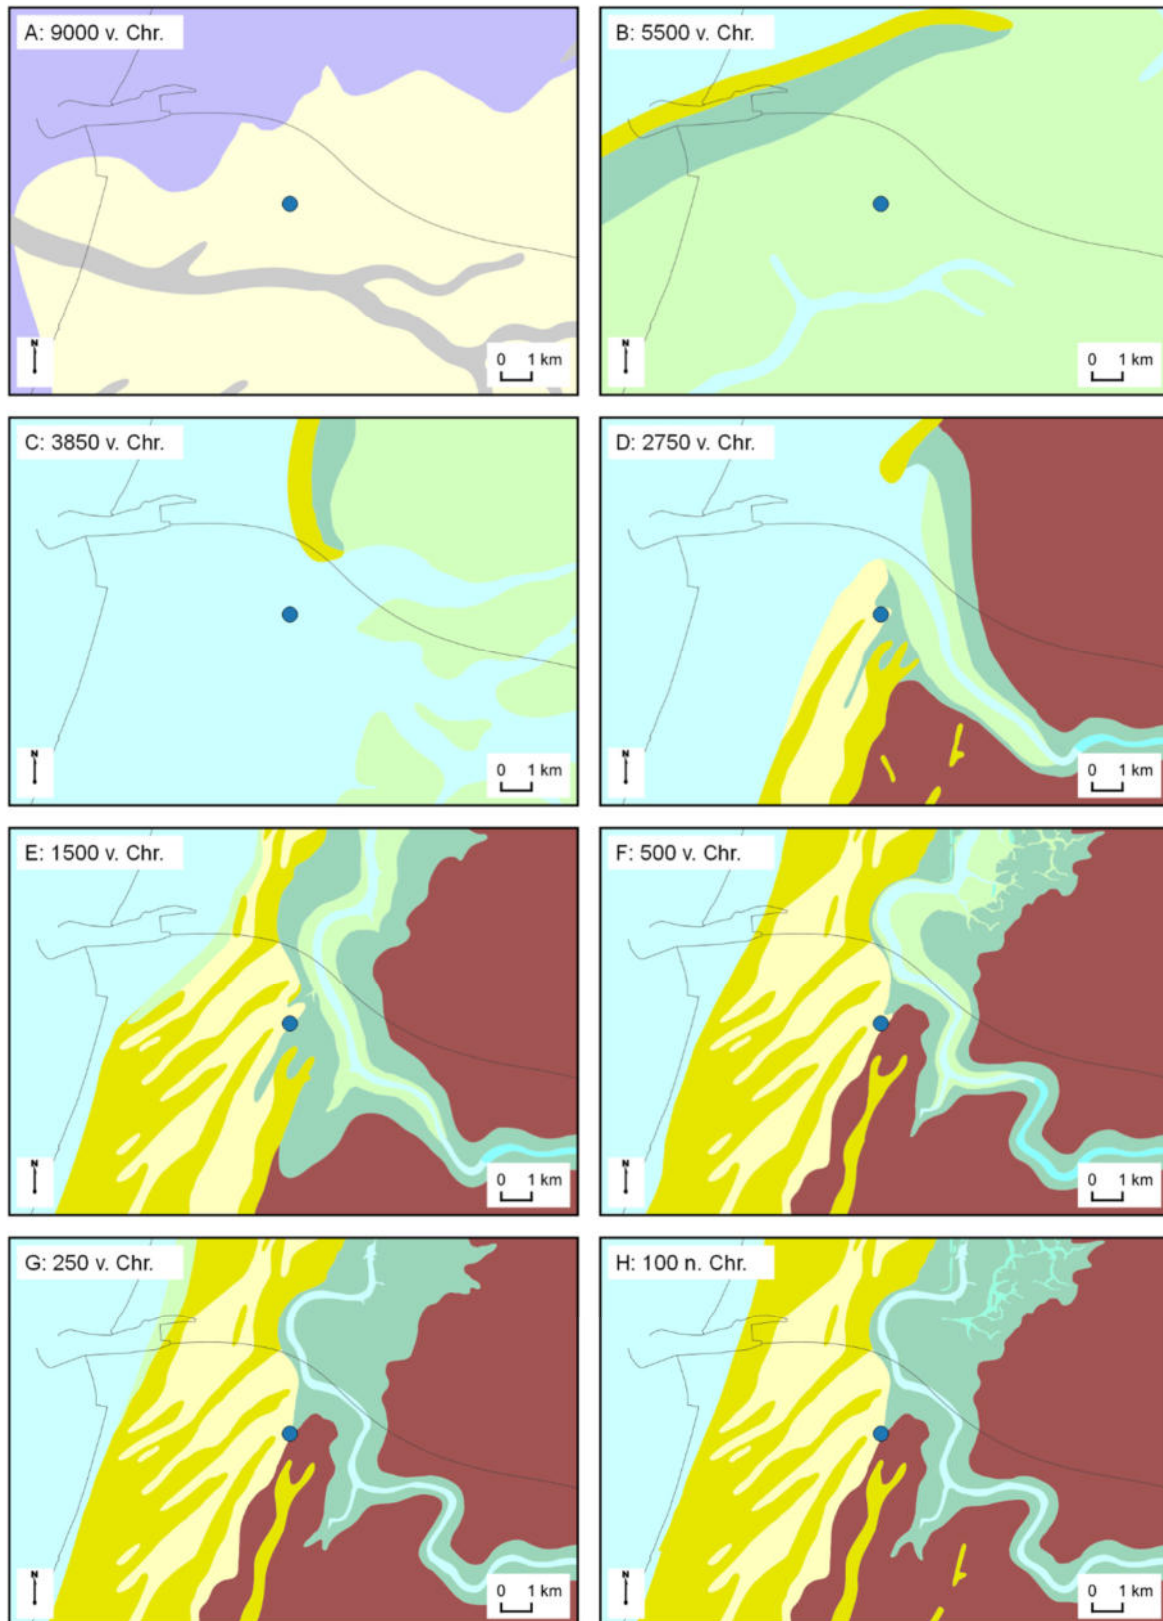 A: 9000 v. Chr.
N
0 1 km
B: 5500 v. Chr.
N
0 1 km
C: 3850 v. Chr.
N
0 1 km
D: 2750 v. Chr.
N
0 1 km
E: 1500 v. Chr.
N
0 1 km
F: 500 v. Chr.
N
0 1 km
G: 250 v. Chr.
N
0 1 km
H: 100 n. Chr.
N
0 1 km